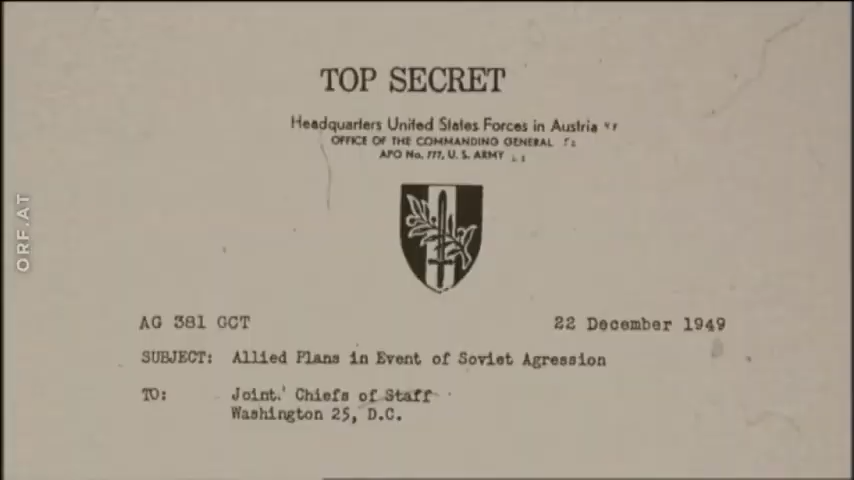 TOP SECRET
Headquarters United States Forces in Austria
OFFICE OF THE COMMANDING GENERAL
APO No. 777, U. S. ARMY
ORF.AT
AG 381 GCT
22 December 1949
SUBJECT: Allied Plans in Event of Soviet Agression
TO: Joint Chiefs of Staff
Washington 25, D.C.